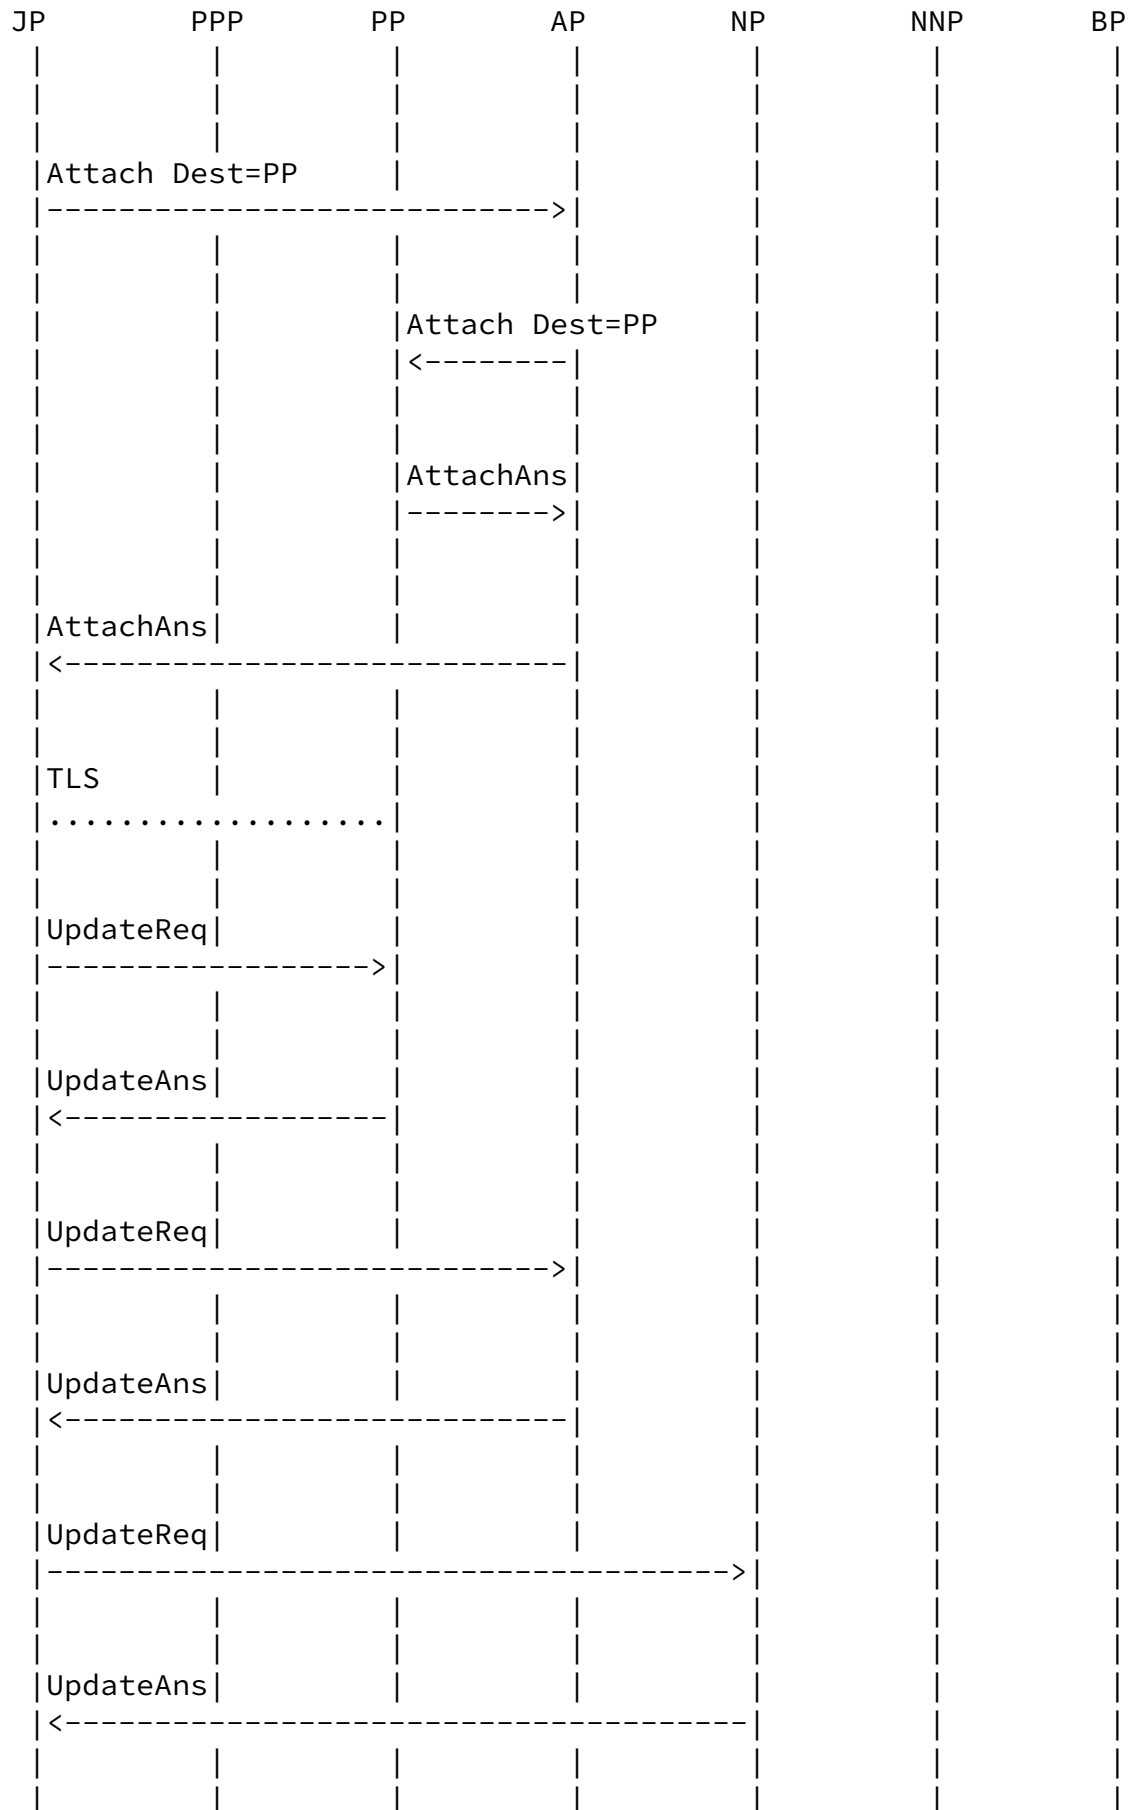 JP PPP PP AP NP NNP BP
Attach Dest=PP
Attach Dest=PP
AttachAns
AttachAns
TLS
UpdateReq
UpdateAns
UpdateReq
UpdateAns
UpdateReq
UpdateAns